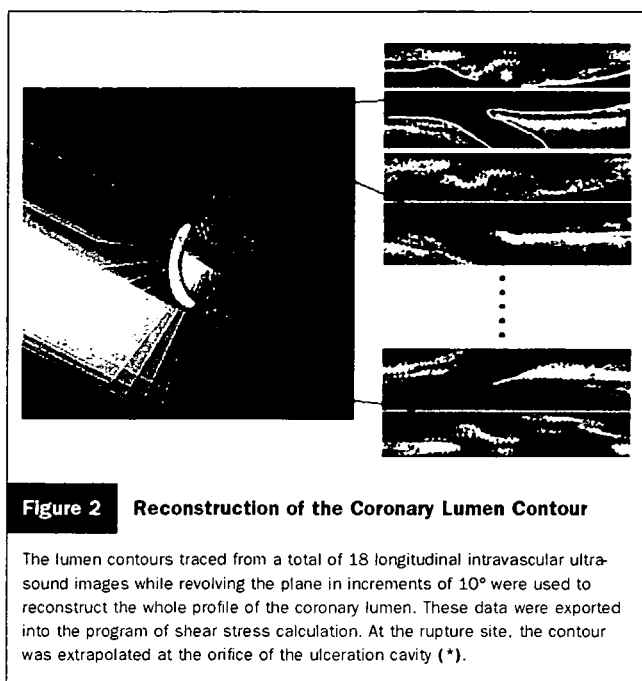 *
Figure 2 Reconstruction of the Coronary Lumen Contour
The lumen contours traced from a total of 18 longitudinal intravascular ultra-
sound images while revolving the plane in increments of 10° were used to
reconstruct the whole profile of the coronary lumen. These data were exported
into the program of shear stress calculation. At the rupture site, the contour
was extrapolated at the orifice of the ulceration cavity (*).